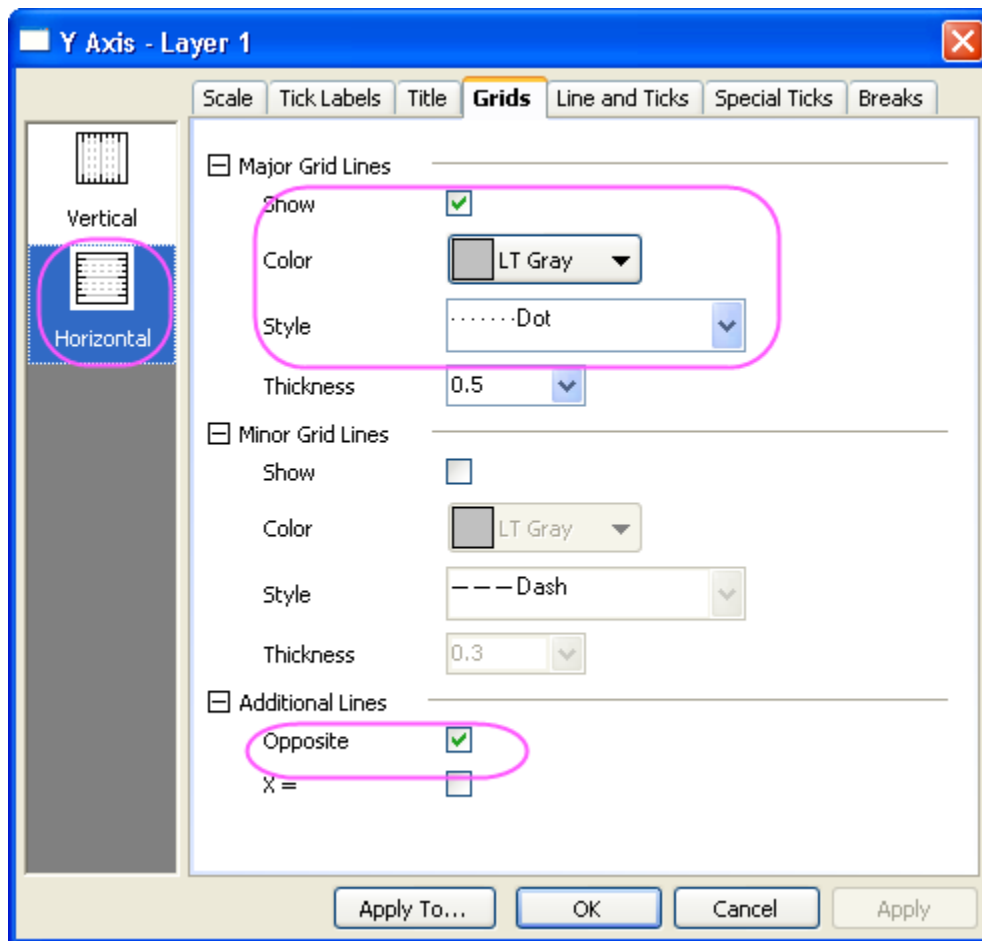 Y Axis - Layer 1
Scale Tick Labels Title Grids Line and Ticks Special Ticks Breaks
Vertical
Horizontal
Major Grid Lines
Show
Color LT Gray
Style ·······Dot
Thickness 0.5
Minor Grid Lines
Show
Color LT Gray
Style ---Dash
Thickness 0.3
Additional Lines
Opposite
X =
Apply To... OK Cancel Apply